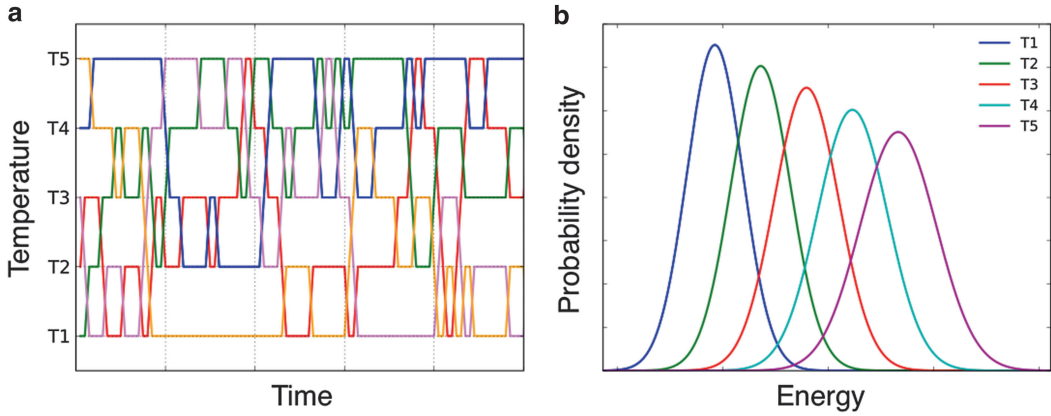 a
T5
T4
T3
T2
T1
Temperature
Time
b
T1
T2
T3
T4
T5
Probability density
Energy